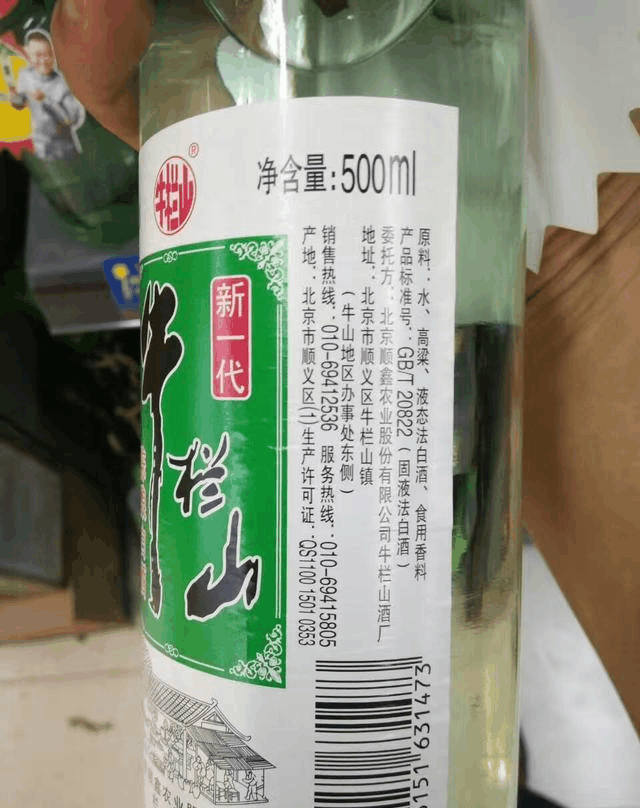 牛栏山
®
净含量:500ml
新一代
牛栏山
原料:水、高粱、液态法白酒、食用香料
产品标准号:GB/T 20822(固液法白酒)
委托方:北京顺鑫农业股份有限公司牛栏山酒厂
地址:北京市顺义区牛栏山镇
(牛山地区办事处东侧)
销售热线:010-69412536 服务热线:010-69415805
产地:北京市顺义区(1)生产许可证:QS1100 1501 0353
151631473